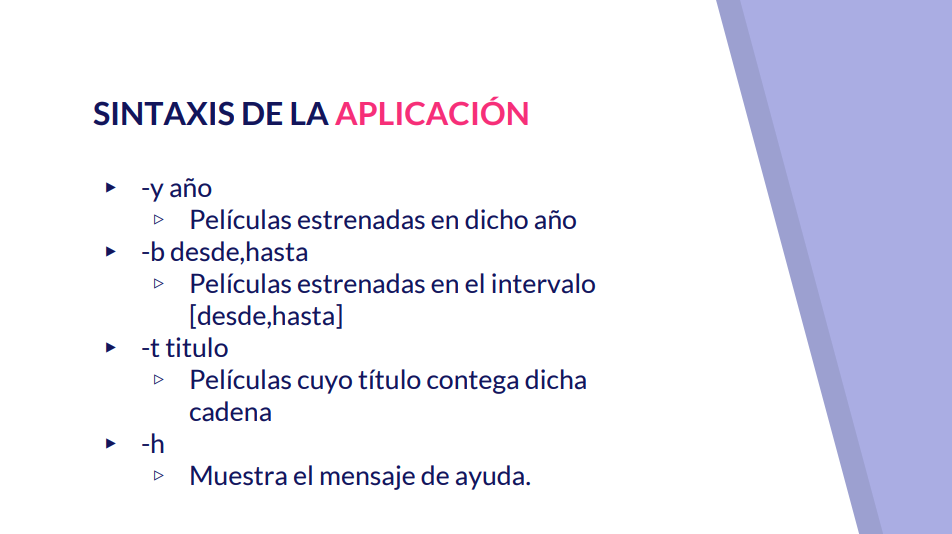 SINTAXIS DE LA APLICACIÓN
▸ -y año
▹ Películas estrenadas en dicho año
▸ -b desde,hasta
▹ Películas estrenadas en el intervalo
[desde,hasta]
▸ -t titulo
▹ Películas cuyo título contega dicha
cadena
▸ -h
▹ Muestra el mensaje de ayuda.